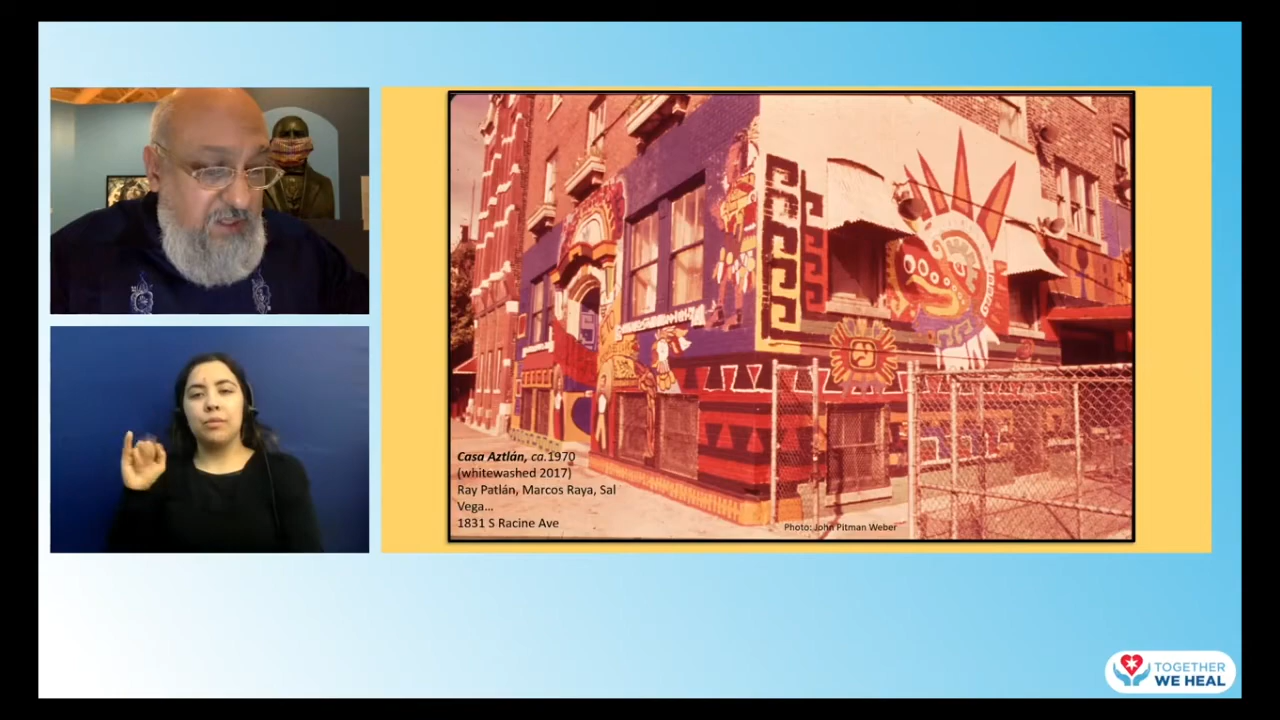 Casa Aztlán, ca.1970
(whitewashed 2017)
Ray Patlán, Marcos Raya, Sal
Vega…
1831 S Racine Ave
Photo: John Pitman Weber
TOGETHER
WE HEAL